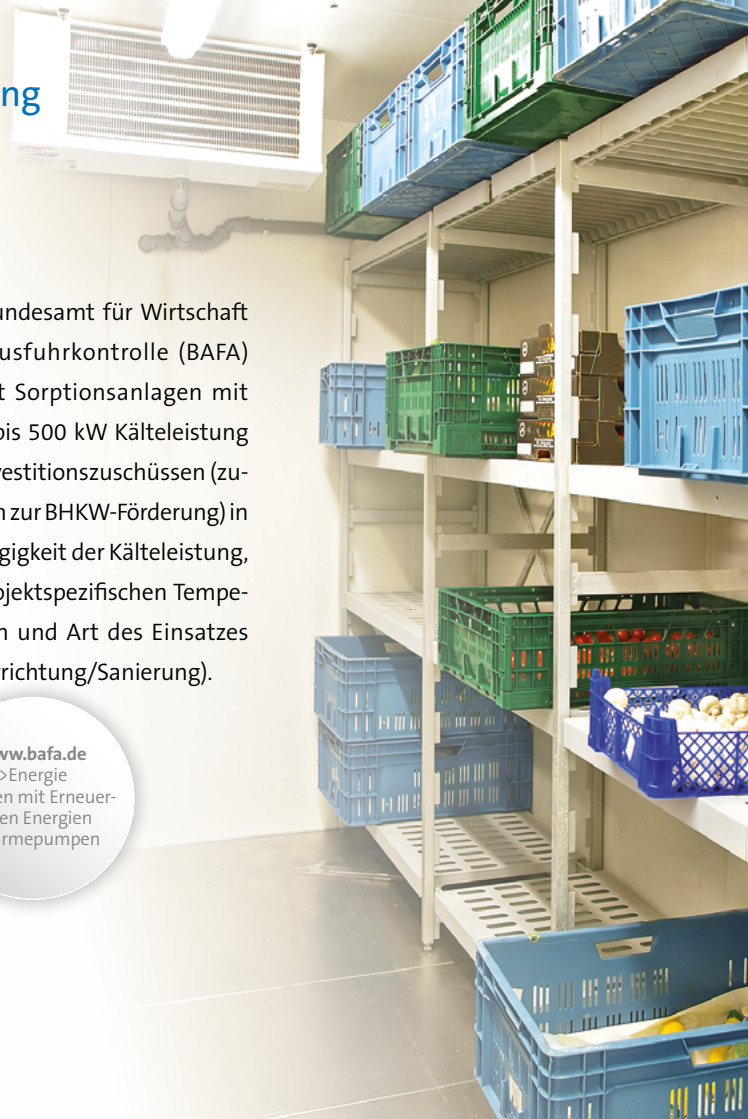 ng
undesamt für Wirtschaft
usfuhrkontrolle (BAFA)
t Sorptionsanlagen mit
bis 500 kW Kälteleistung
vestitionszuschüssen (zu-
n zur BHKW-Förderung) in
gigkeit der Kälteleistung,
ojektspezifischen Tempe-
n und Art des Einsatzes
rrichtung/Sanierung).
ww.bafa.de
>Energie
en mit Erneuer-
en Energien
rmepumpen